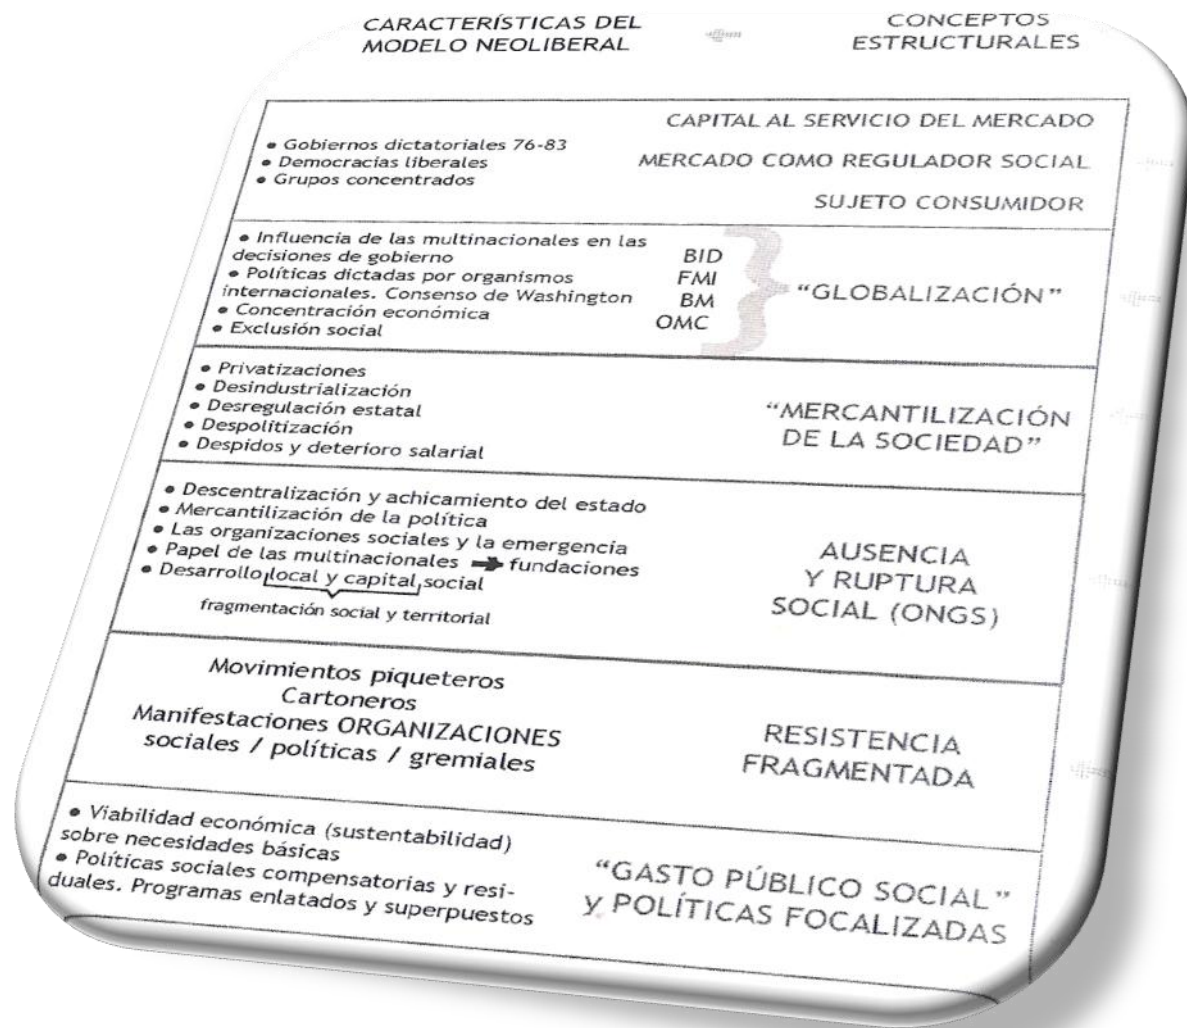 CARACTERÍSTICAS DEL
MODELO NEOLIBERAL
CONCEPTOS
ESTRUCTURALES
• Gobiernos dictatoriales 76-83
• Democracias liberales
• Grupos concentrados
CAPITAL AL SERVICIO DEL MERCADO
MERCADO COMO REGULADOR SOCIAL
SUJETO CONSUMIDOR
• Influencia de las multinacionales en las
decisiones de gobierno
• Políticas dictadas por organismos
internacionales. Consenso de Washington
• Concentración económica
• Exclusión social
BID
FMI
BM
OMC
“GLOBALIZACIÓN”
• Privatizaciones
• Desindustrialización
• Desregulación estatal
• Despolitización
• Despidos y deterioro salarial
“MERCANTILIZACIÓN
DE LA SOCIEDAD”
• Descentralización y achicamiento del estado
• Mercantilización de la política
• Las organizaciones sociales y la emergencia
• Papel de las multinacionales ➔ fundaciones
• Desarrollo local y capital social
fragmentación social y territorial
AUSENCIA
Y RUPTURA
SOCIAL (ONGS)
Movimientos piqueteros
Cartoneros
Manifestaciones ORGANIZACIONES
sociales / políticas / gremiales
RESISTENCIA
FRAGMENTADA
• Viabilidad económica (sustentabilidad)
sobre necesidades básicas
• Políticas sociales compensatorias y resi-
duales. Programas enlatados y superpuestos
“GASTO PÚBLICO SOCIAL”
y POLÍTICAS FOCALIZADAS